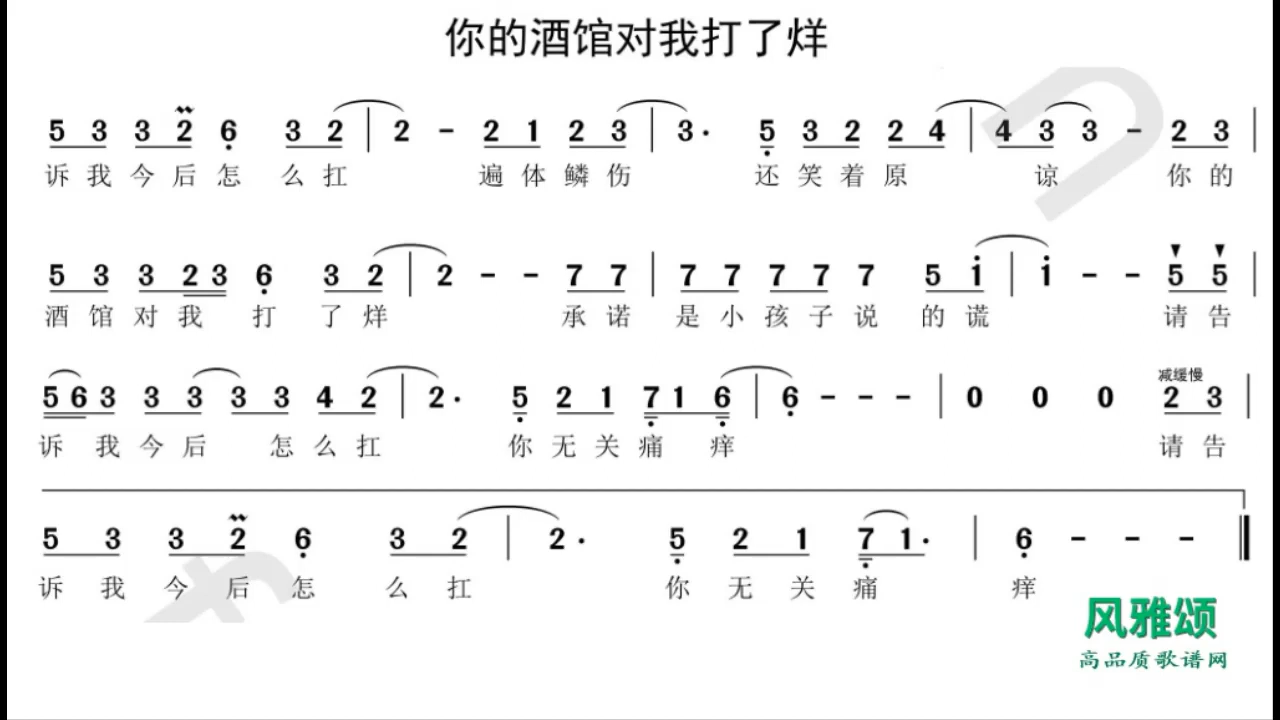 你的酒馆对我打了烊
5 3 3 2 6 3 2 | 2 - 2 1 2 3 | 3· 5 3 2 2 4 | 4 3 3 - 2 3 |
诉我今后怎么扛 遍体鳞伤 还笑着原谅 你的
5 3 3 2 3 6 3 2 | 2 - - 7 7 | 7 7 7 7 7 5 1 | 1 - - 5 5 |
酒馆对我打了烊 承诺是小孩子说的谎 请告
减缓慢
5 6 3 3 3 3 3 4 2 | 2· 5 2 1 7 1 6 | 6 - - - | 0 0 0 2 3 |
诉我今后怎么扛 你无关痛痒 请告
5 3 3 2 6 3 2 | 2· 5 2 1 7 1· | 6 - - -
诉我今后怎么扛 你无关痛痒
风雅颂
高品质歌谱网